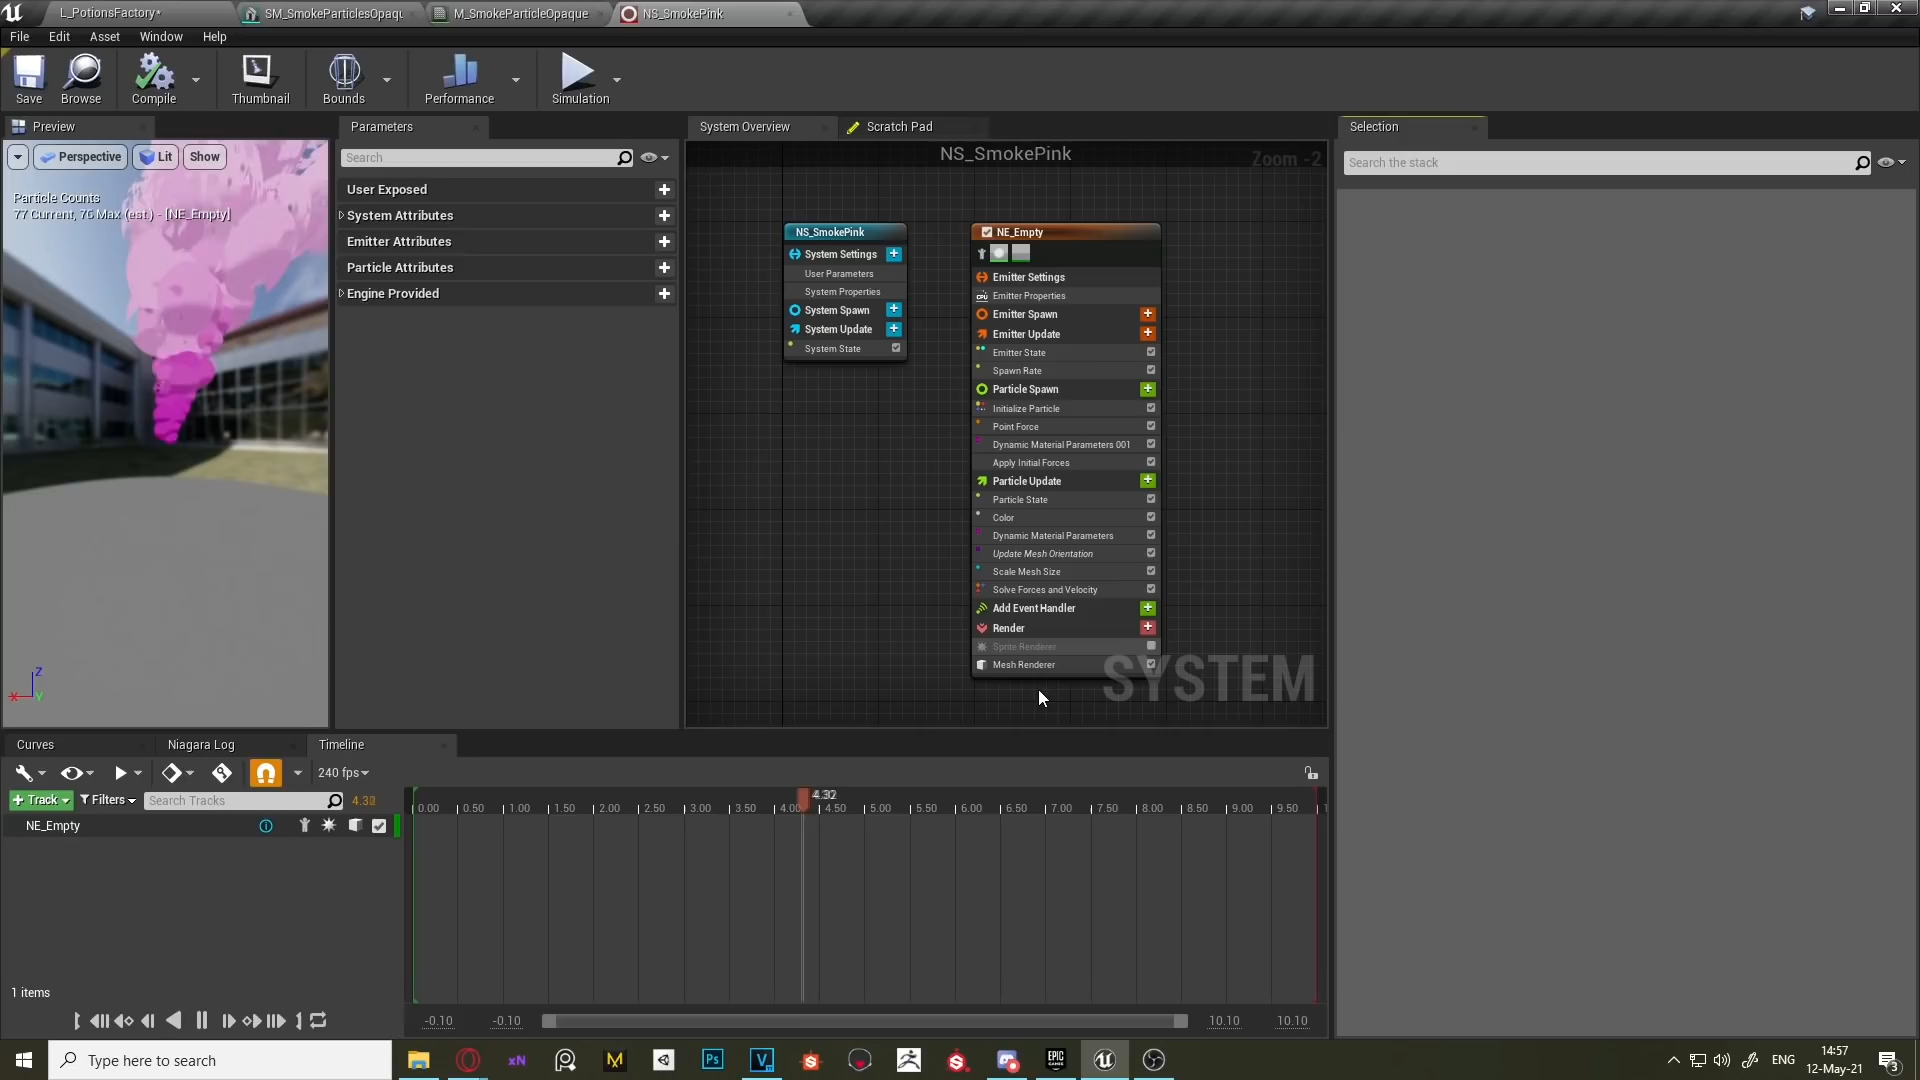 L_PotionsFactory*
SM_SmokeParticlesOpaqu
M_SmokeParticleOpaque
NS_SmokePink
File Edit Asset Window Help
Save Browse Compile Thumbnail Bounds Performance Simulation
Preview
Perspective Lit Show
Particle Counts
77 Current, 76 Max (est.) - [NE_Empty]
Z
X Y
Parameters
Search
User Exposed
System Attributes
Emitter Attributes
Particle Attributes
Engine Provided
System Overview
Scratch Pad
NS_SmokePink
Zoom -2
NS_SmokePink
System Settings
User Parameters
System Properties
System Spawn
System Update
System State
NE_Empty
Emitter Settings
CPU Emitter Properties
Emitter Spawn
Emitter Update
Emitter State
Spawn Rate
Particle Spawn
Initialize Particle
Point Force
Dynamic Material Parameters 001
Apply Initial Forces
Particle Update
Particle State
Color
Dynamic Material Parameters
Update Mesh Orientation
Scale Mesh Size
Solve Forces and Velocity
Add Event Handler
Render
Sprite Renderer
Mesh Renderer
SYSTEM
Selection
Search the stack
Curves
Niagara Log
Timeline
240 fps
+ Track Filters Search Tracks
NE_Empty
1 items
0.00 0.50 1.00 1.50 2.00 2.50 3.00 3.50 4.00 4.50 5.00 5.50 6.00 6.50 7.00 7.50 8.00 8.50 9.00 9.50
-0.10 -0.10 10.10 10.10
Type here to search
xN
Ps
V
EPIC GAMES
ENG
14:57
12-May-21
3